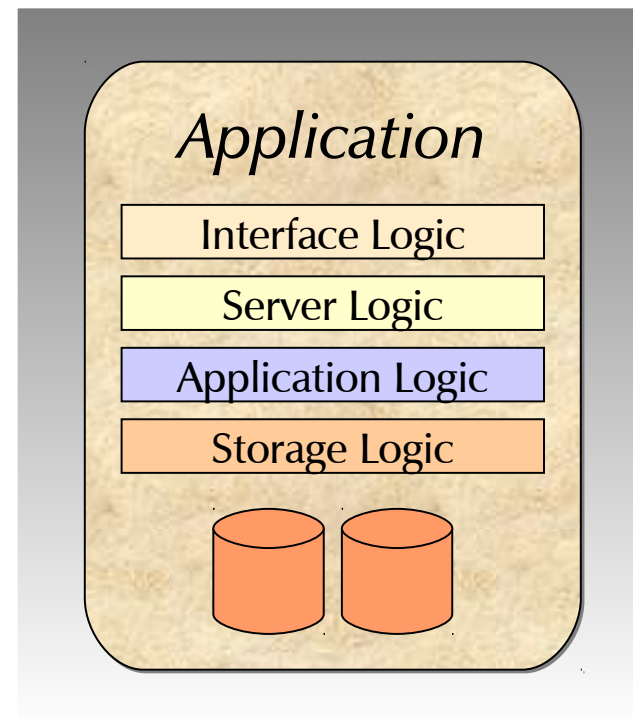 Application
Interface Logic
Server Logic
Application Logic
Storage Logic